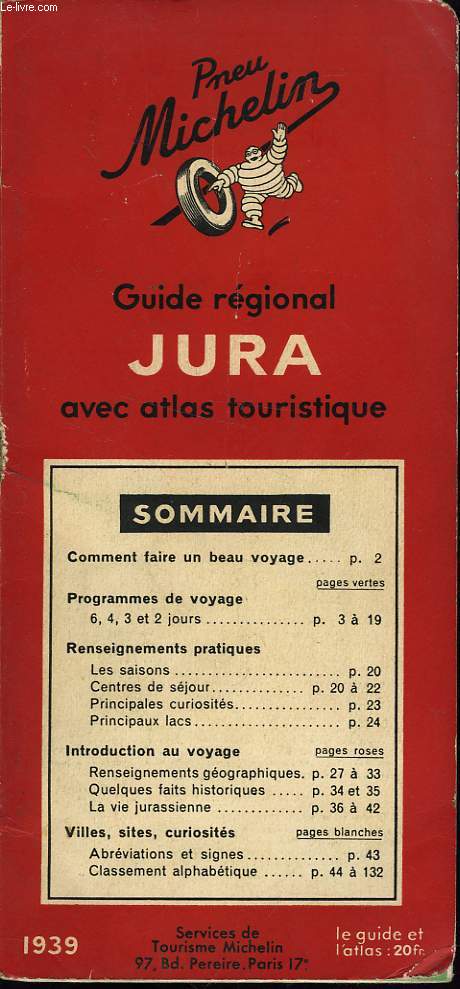 Le-Livre.com
Pneu
Michelin
Guide régional
JURA
avec atlas touristique
SOMMAIRE
Comment faire un beau voyage ..... p. 2
pages vertes
Programmes de voyage
6, 4, 3 et 2 jours ............... p. 3 à 19
Renseignements pratiques
Les saisons ......................... p. 20
Centres de séjour.............. p. 20 à 22
Principales curiosités................ p. 23
Principaux lacs ...................... p. 24
Introduction au voyage pages roses
Renseignements géographiques. p. 27 à 33
Quelques faits historiques ..... p. 34 et 35
La vie jurassienne ............ p. 36 à 42
Villes, sites, curiosités pages blanches
Abréviations et signes.............. p. 43
Classement alphabétique ...... p. 44 à 132
1939
Services de
Tourisme Michelin
97, Bd. Pereire. Paris 17e
le guide et
l'atlas : 20fr.